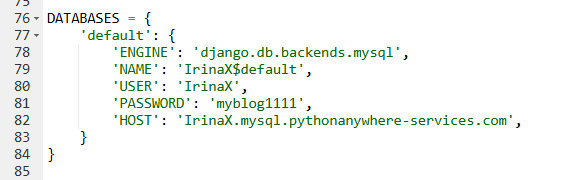 75
76 DATABASES = {
77     'default': {
78         'ENGINE': 'django.db.backends.mysql',
79         'NAME': 'IrinaX$default',
80         'USER': 'IrinaX',
81         'PASSWORD': 'myblog1111',
82         'HOST': 'IrinaX.mysql.pythonanywhere-services.com',
83     }
84 }
85